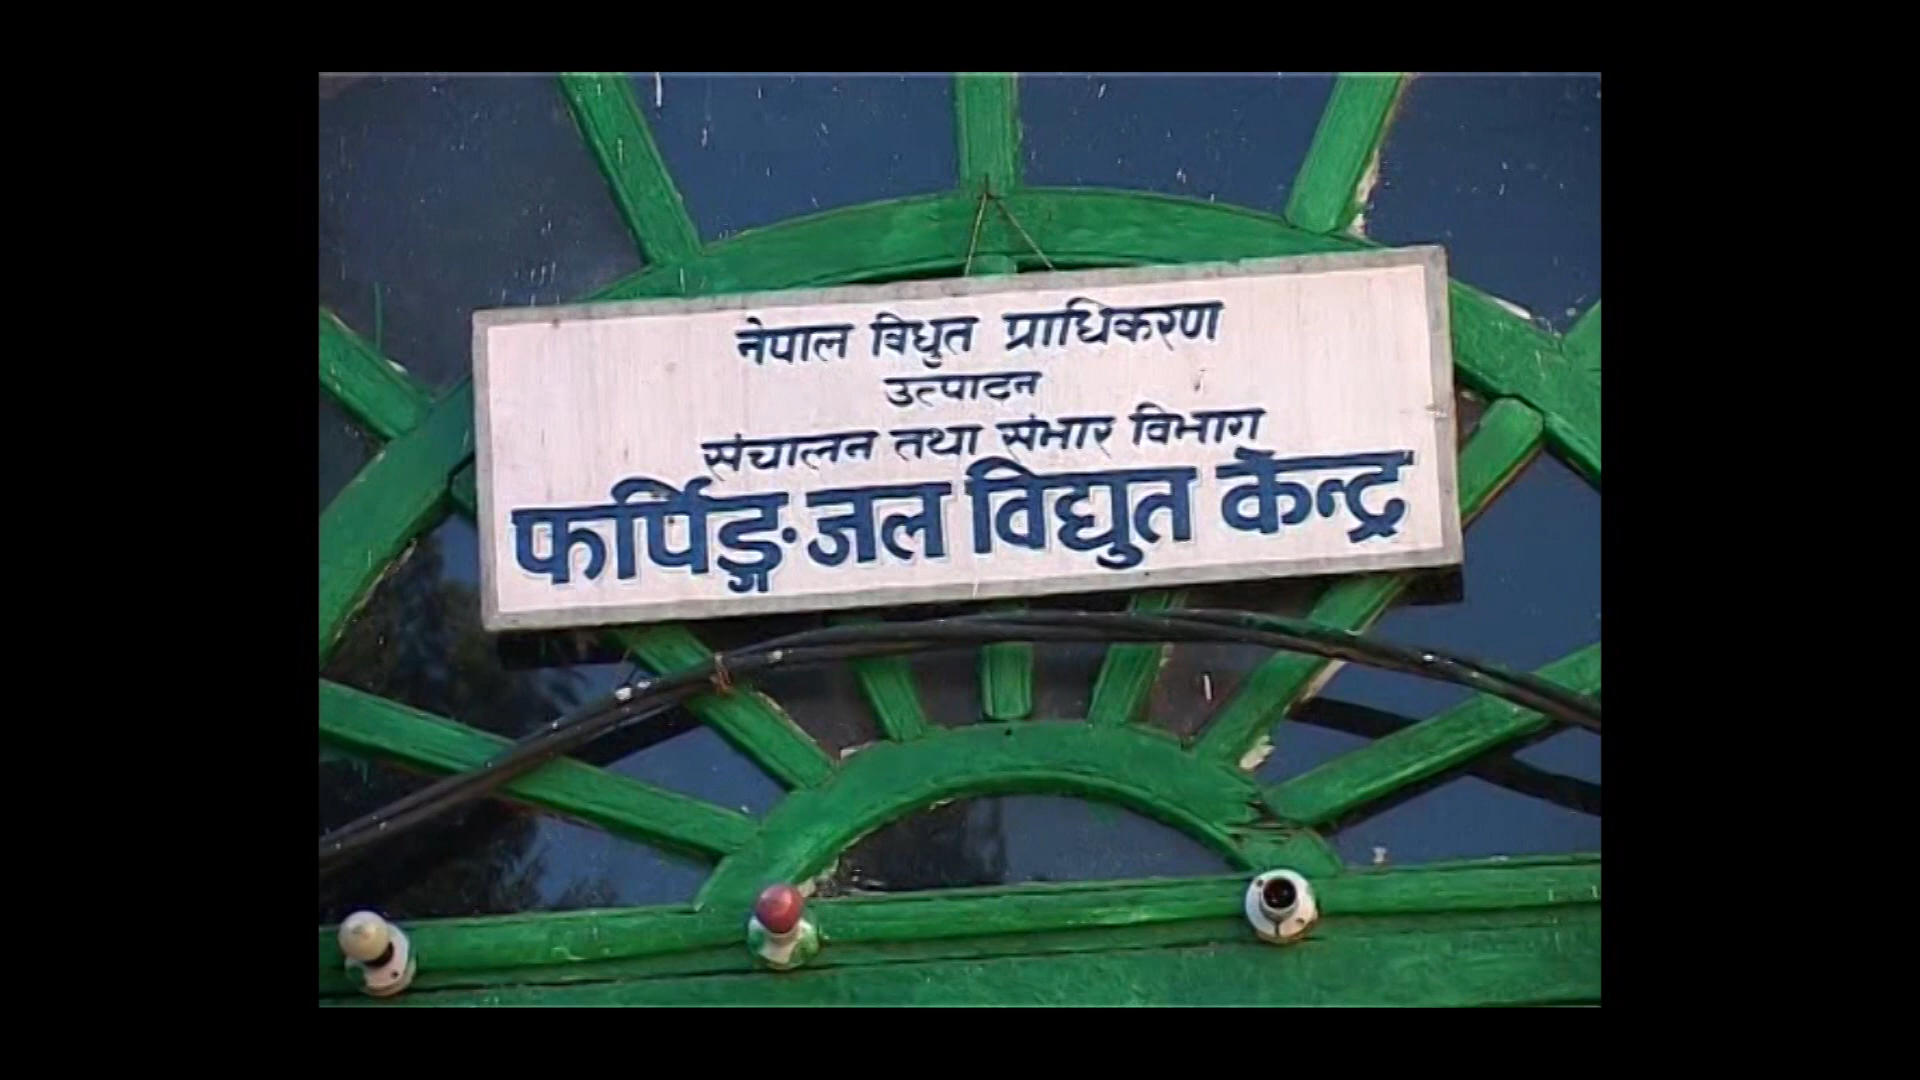 नेपाल विधुत प्राधिकरण
उत्पादन
संचालन तथा संभार विभाग
फर्पिङ्ग जल विद्युत केन्द्र